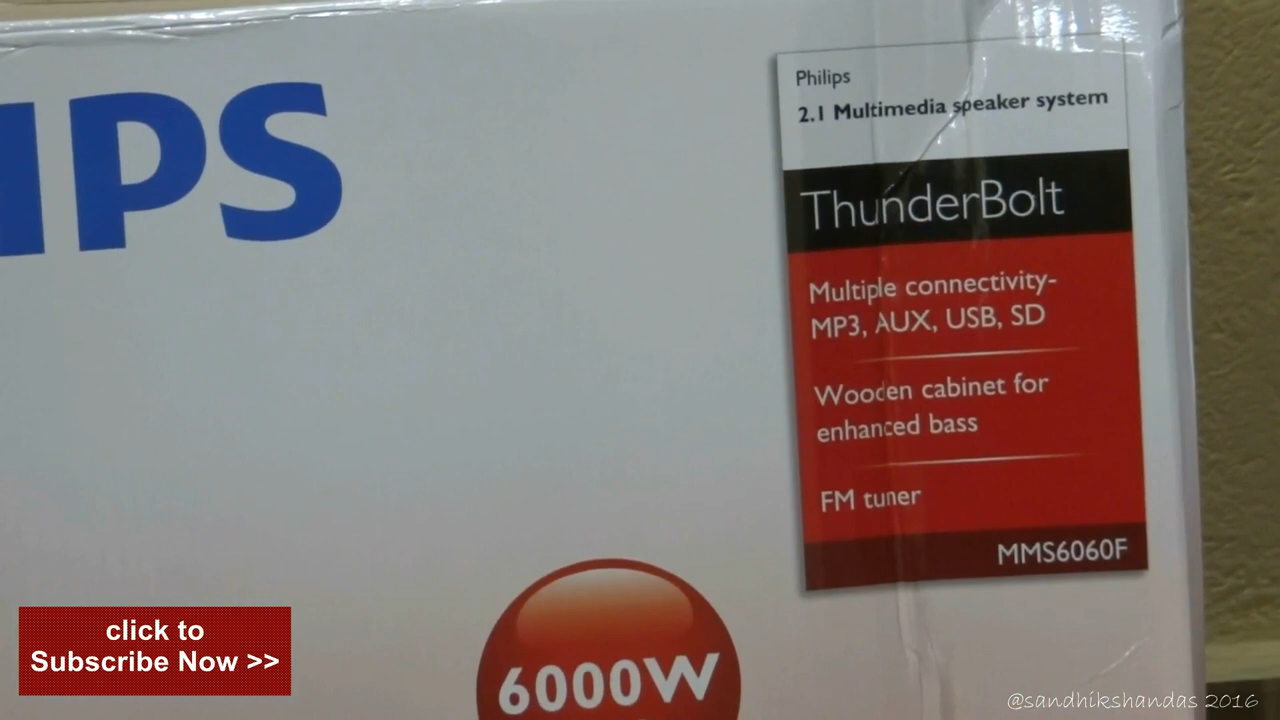 IPS
Philips
2.1 Multimedia speaker system
ThunderBolt
Multiple connectivity-
MP3, AUX, USB, SD
Wooden cabinet for
enhanced bass
FM tuner
MMS6060F
6000W
click to
Subscribe Now >>
@sandhikshandas 2016